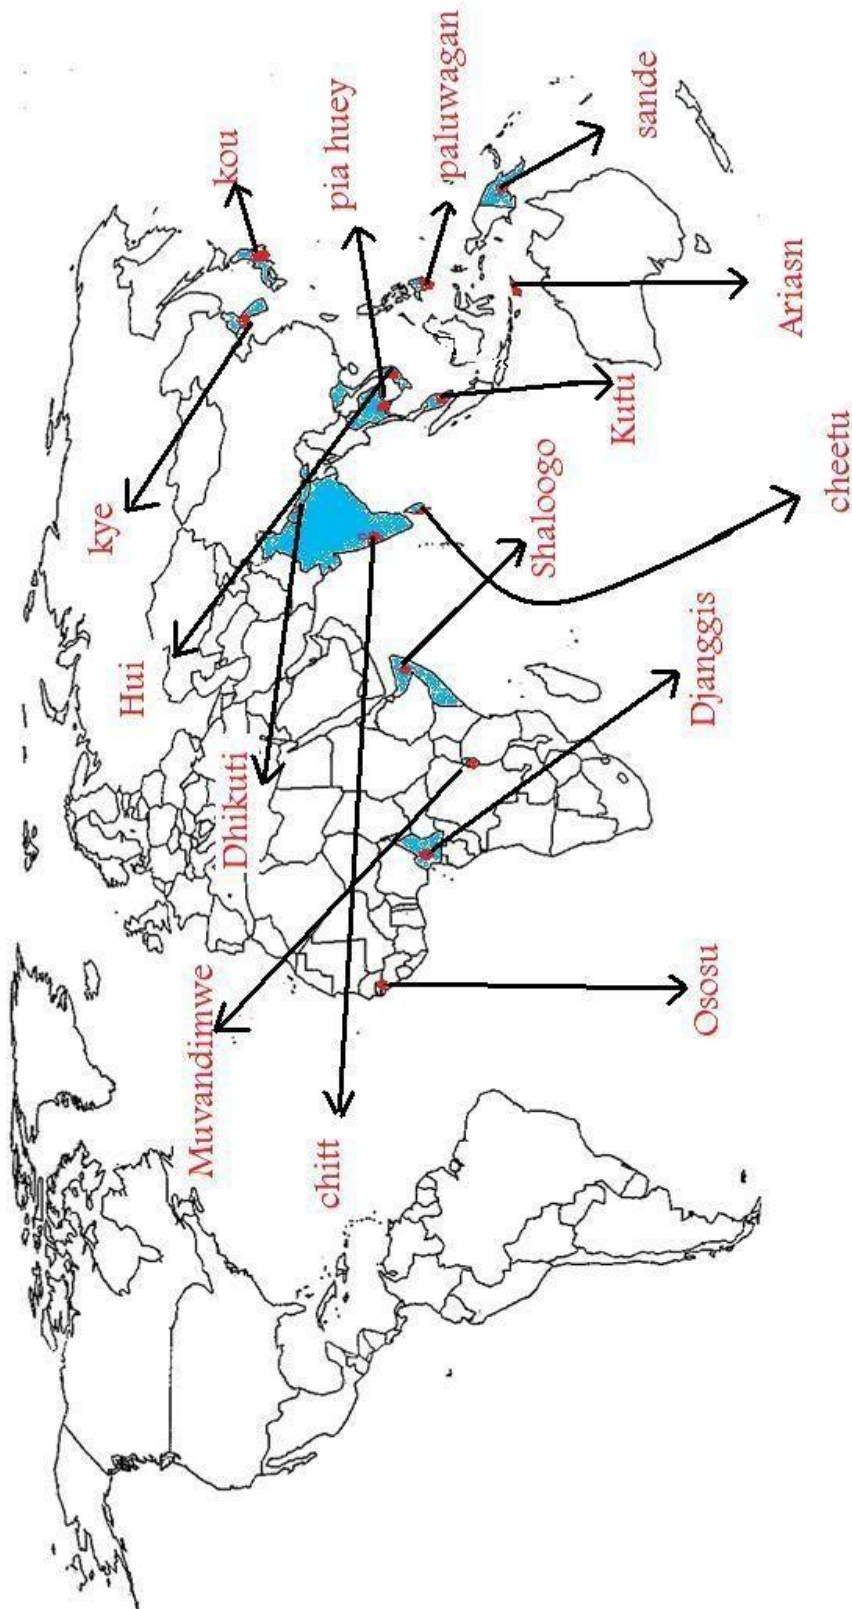 kye
Hui
Muvandimwe
kou
Dhikuti
chitt
pia huey
paluwagan
Shaloogo
Kutu
sande
Ososu
Djanggis
Ariasn
cheetu